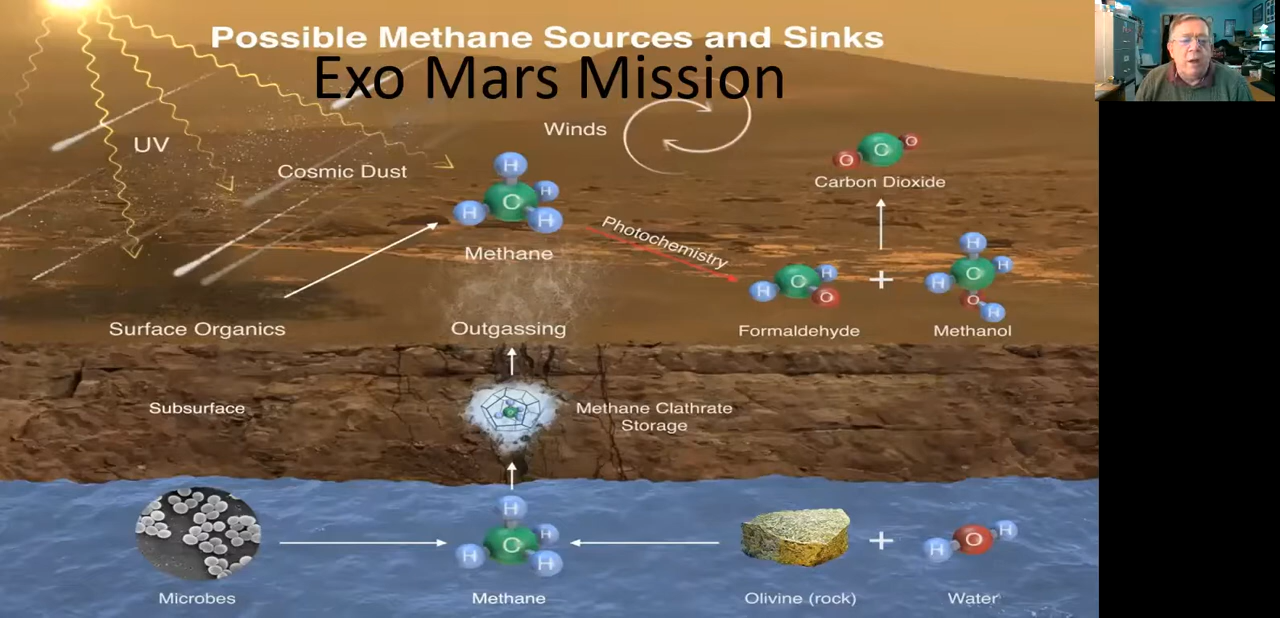 Possible Methane Sources and Sinks
Exo Mars Mission
UV
Winds
Cosmic Dust
H
H
C
H
H
Methane
O
C
O
Carbon Dioxide
Photochemistry
H
C
H
O
Formaldehyde
+
H
H
C
H
O
H
Methanol
Surface Organics
Outgassing
Subsurface
Methane Clathrate
Storage
H
H
C
H
H
+
H
O
H
Microbes
Methane
Olivine (rock)
Water